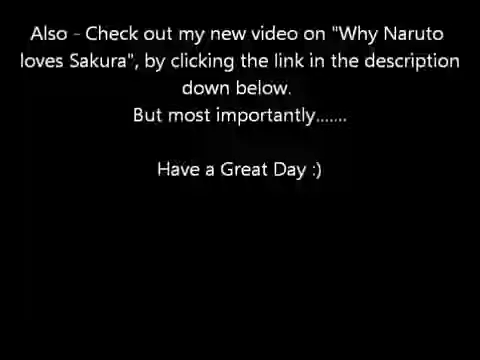 Also - Check out my new video on "Why Naruto
loves Sakura", by clicking the link in the description
down below.
But most importantly.......
Have a Great Day :)